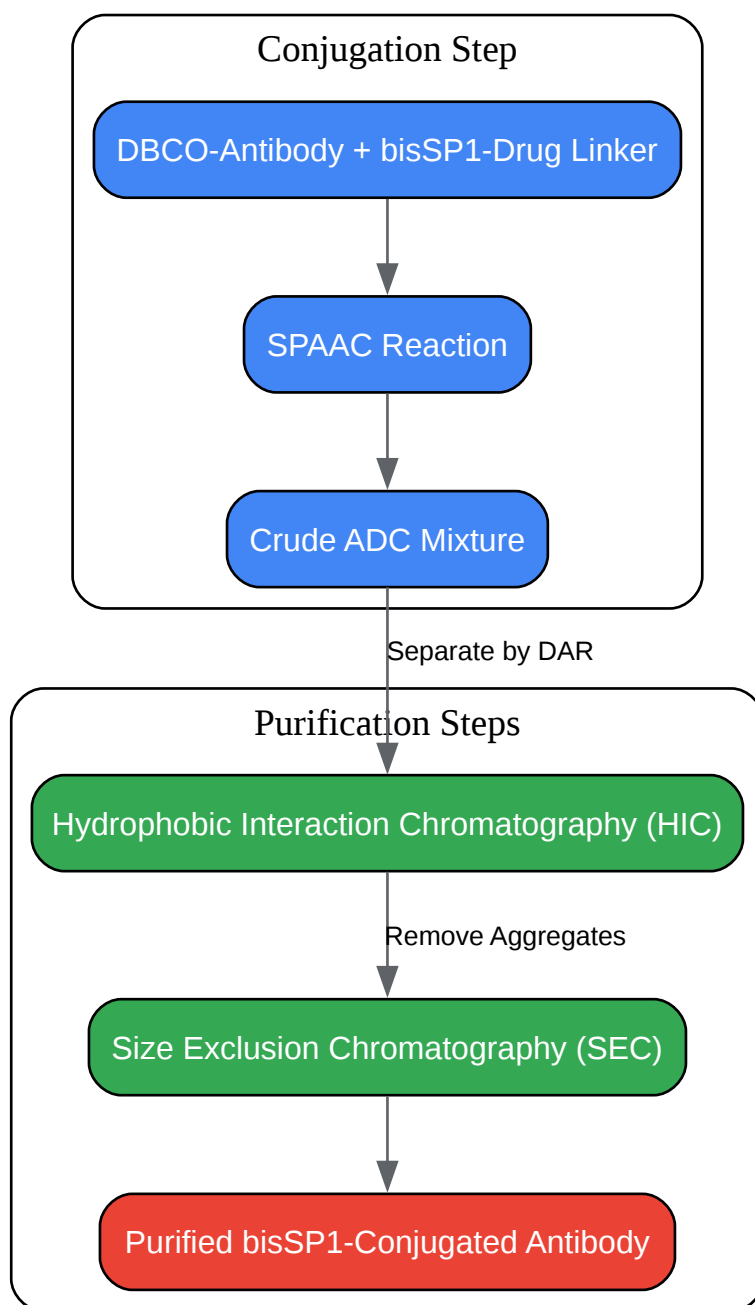 Conjugation Step
DBCO-Antibody + bisSP1-Drug Linker
SPAAC Reaction
Crude ADC Mixture
Separate by DAR
Purification Steps
Hydrophobic Interaction Chromatography (HIC)
Remove Aggregates
Size Exclusion Chromatography (SEC)
Purified bisSP1-Conjugated Antibody